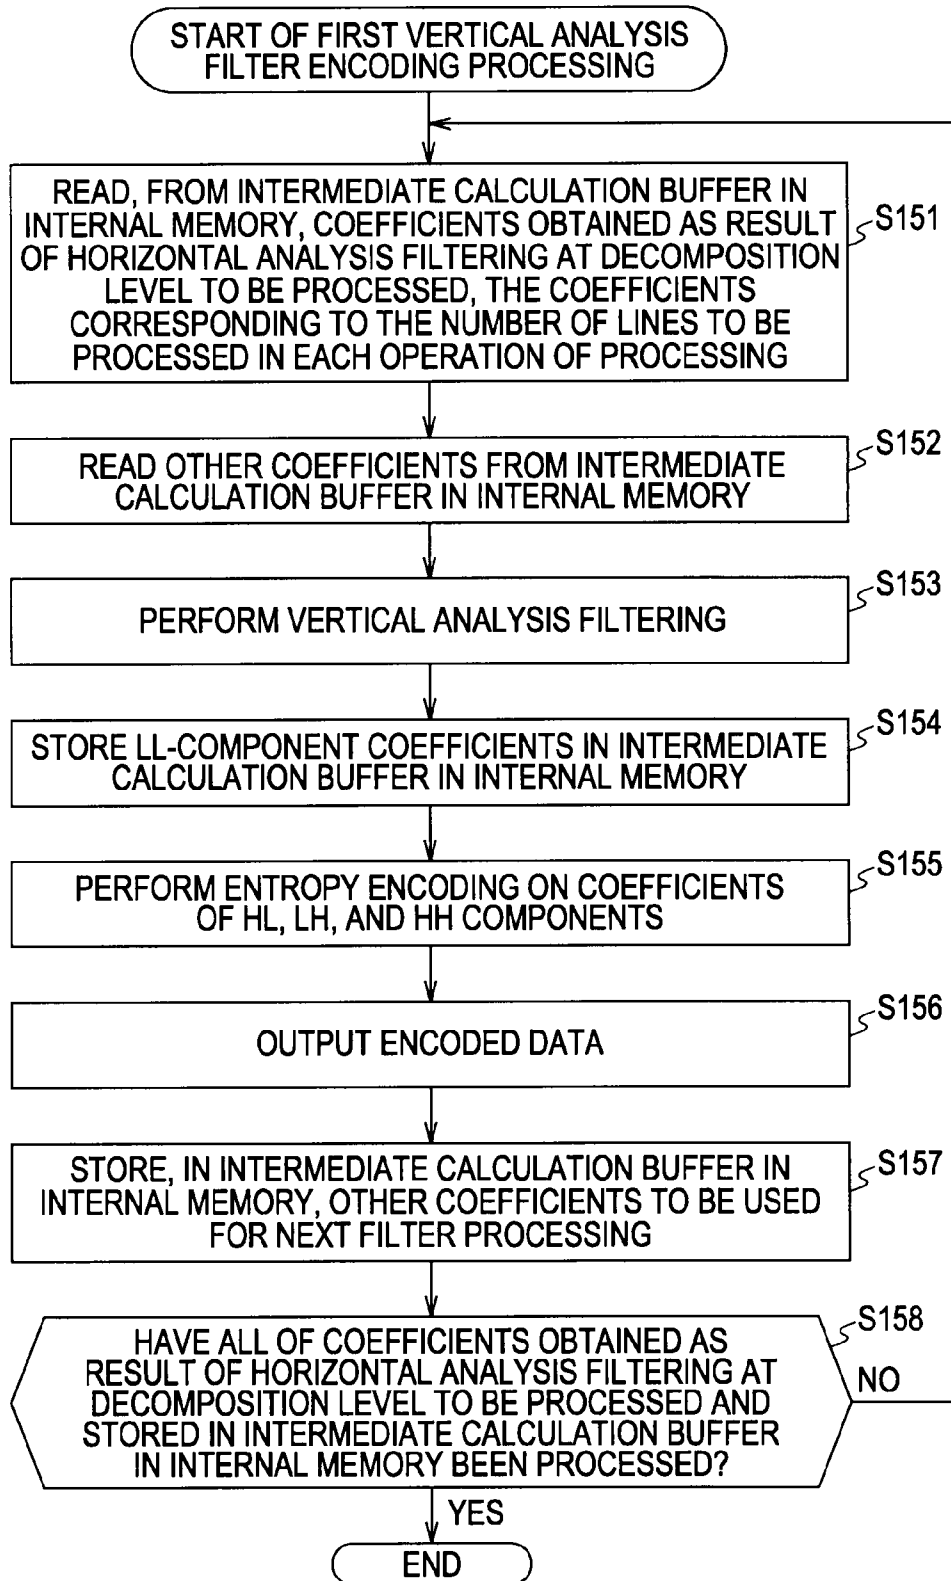 START OF FIRST VERTICAL ANALYSIS
FILTER ENCODING PROCESSING
READ, FROM INTERMEDIATE CALCULATION BUFFER IN
INTERNAL MEMORY, COEFFICIENTS OBTAINED AS RESULT
OF HORIZONTAL ANALYSIS FILTERING AT DECOMPOSITION
LEVEL TO BE PROCESSED, THE COEFFICIENTS
CORRESPONDING TO THE NUMBER OF LINES TO BE
PROCESSED IN EACH OPERATION OF PROCESSING
S151
READ OTHER COEFFICIENTS FROM INTERMEDIATE
CALCULATION BUFFER IN INTERNAL MEMORY
S152
PERFORM VERTICAL ANALYSIS FILTERING
S153
STORE LL-COMPONENT COEFFICIENTS IN INTERMEDIATE
CALCULATION BUFFER IN INTERNAL MEMORY
S154
PERFORM ENTROPY ENCODING ON COEFFICIENTS
OF HL, LH, AND HH COMPONENTS
S155
OUTPUT ENCODED DATA
S156
STORE, IN INTERMEDIATE CALCULATION BUFFER IN
INTERNAL MEMORY, OTHER COEFFICIENTS TO BE USED
FOR NEXT FILTER PROCESSING
S157
HAVE ALL OF COEFFICIENTS OBTAINED AS
RESULT OF HORIZONTAL ANALYSIS FILTERING AT
DECOMPOSITION LEVEL TO BE PROCESSED AND
STORED IN INTERMEDIATE CALCULATION BUFFER
IN INTERNAL MEMORY BEEN PROCESSED?
S158
NO
YES
END